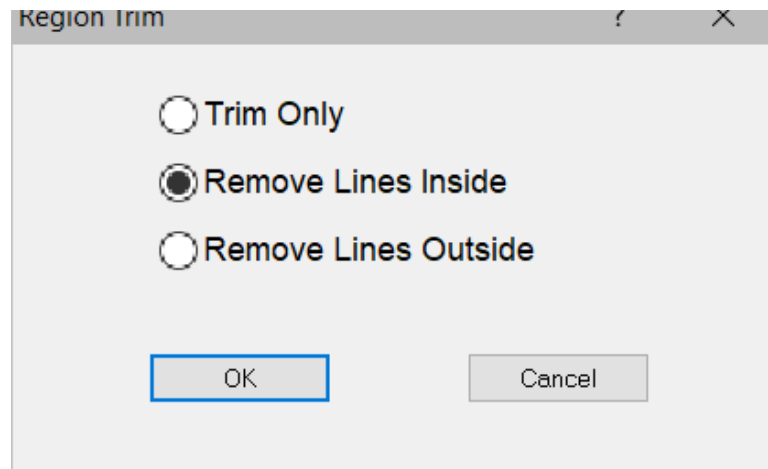 Region Trim ? X
Trim Only
Remove Lines Inside
Remove Lines Outside
OK Cancel